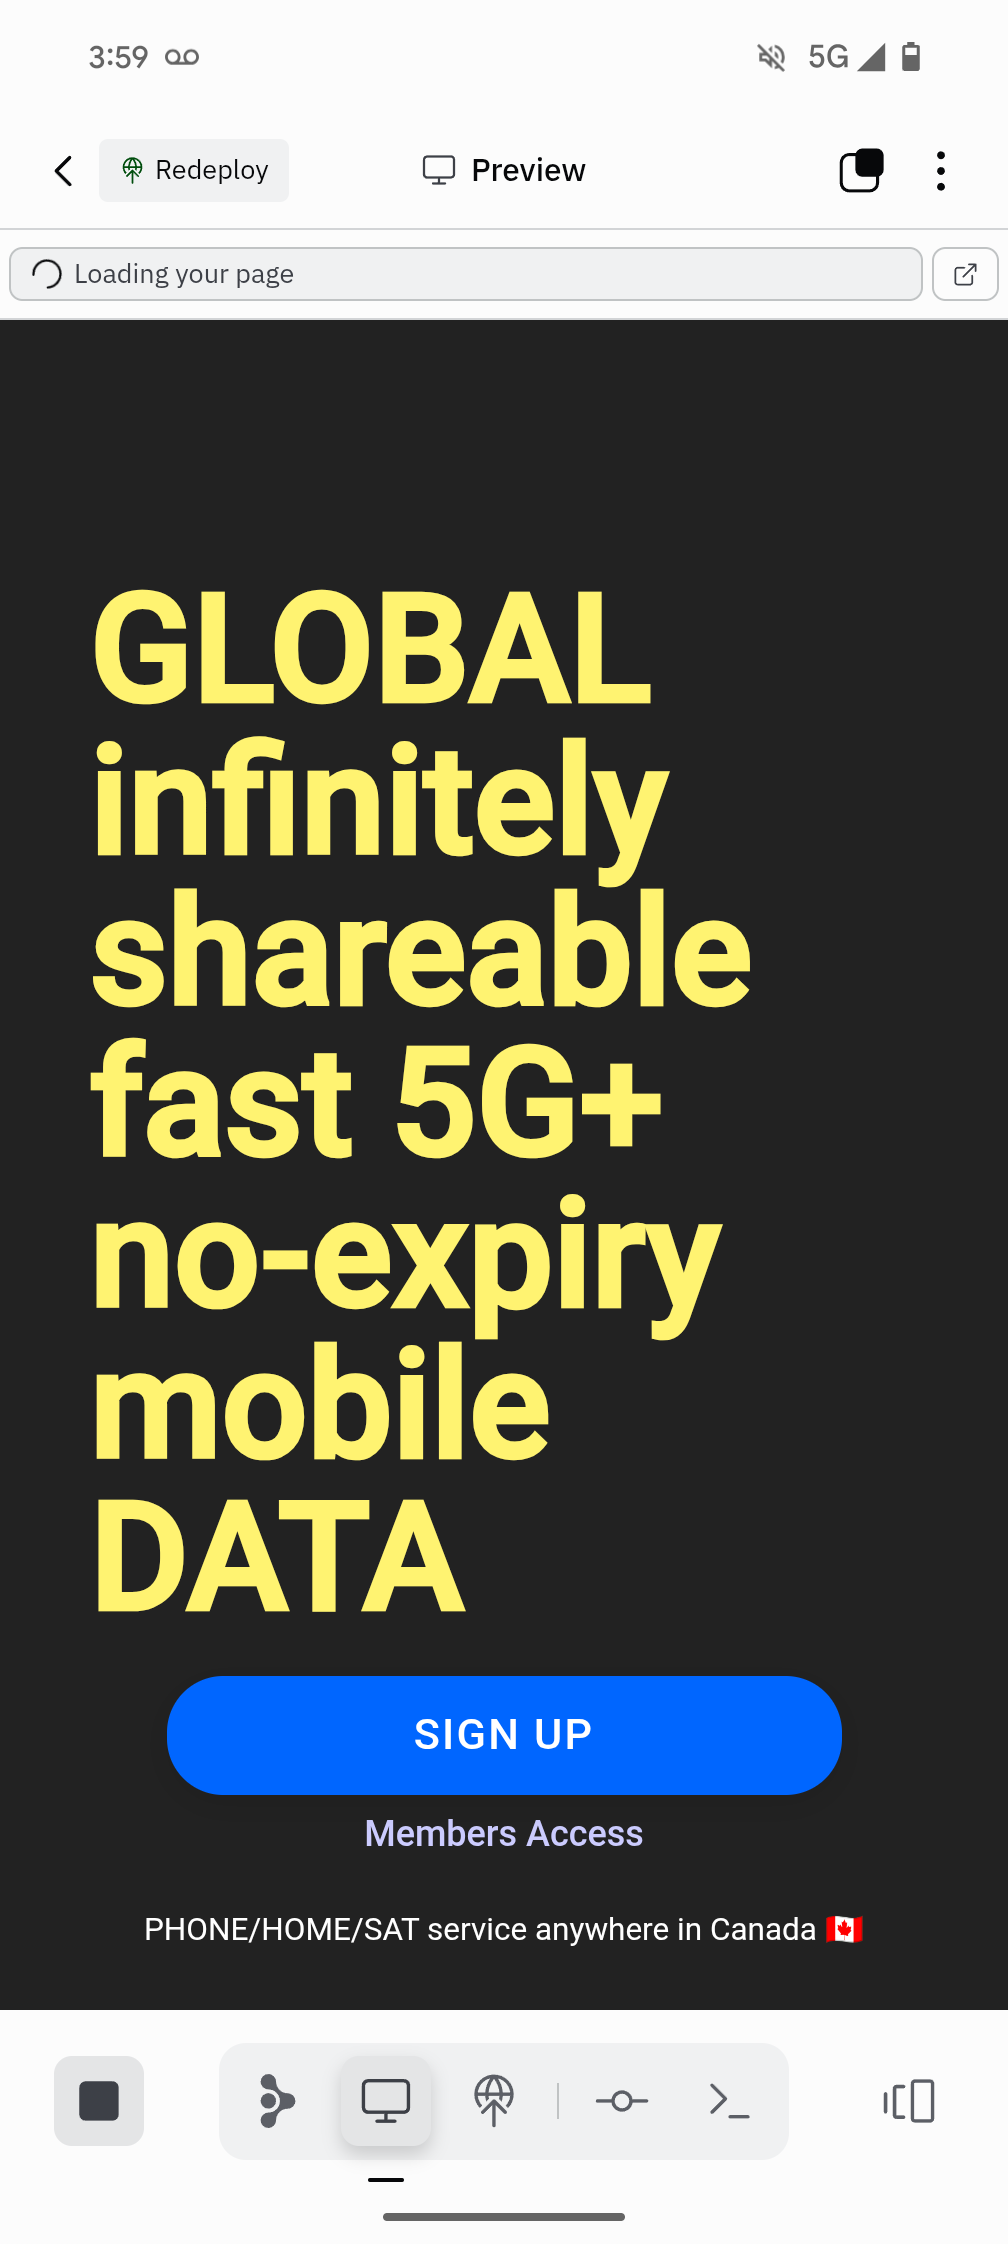 3:59
5G
Redeploy
Preview
Loading your page
GLOBAL
infinitely
shareable
fast 5G+
no-expiry
mobile
DATA
SIGN UP
Members Access
PHONE/HOME/SAT service anywhere in Canada 🇨🇦